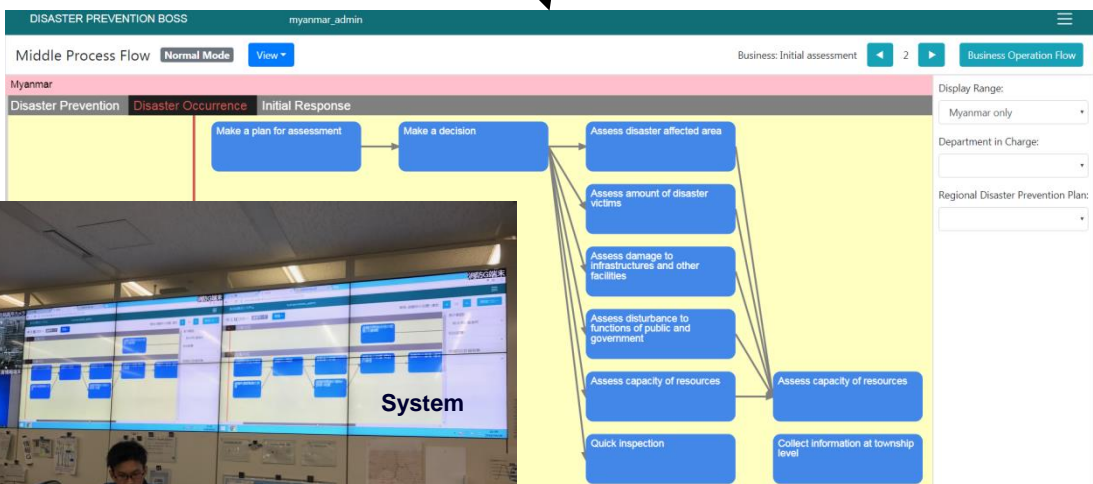 DISASTER PREVENTION BOSS
myanmar_admin
Middle Process Flow
Normal Mode
View
Business: Initial assessment
2
Business Operation Flow
Myanmar
Disaster Prevention
Disaster Occurrence
Initial Response
Display Range:
Myanmar only
Department in Charge:
Regional Disaster Prevention Plan:
Make a plan for assessment
Make a decision
Assess disaster affected area
Assess amount of disaster
victims
Assess damage to
infrastructures and other
facilities
Assess disturbance to
functions of public and
government
Assess capacity of resources
Assess capacity of resources
Quick inspection
Collect information at township
level
System